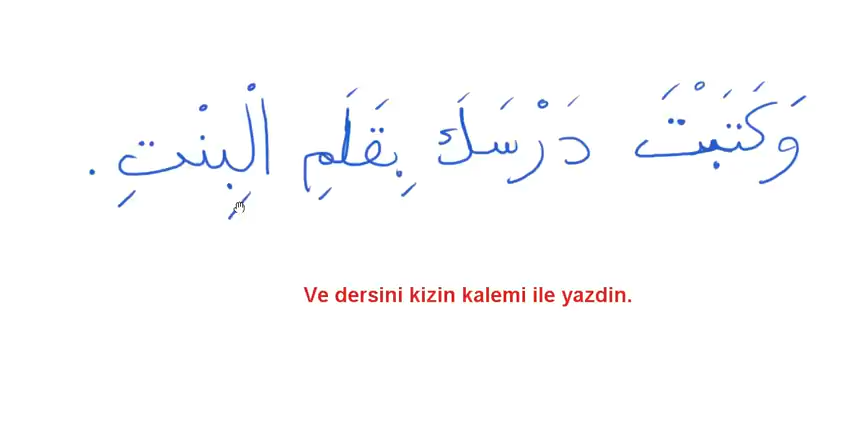 وَكَتَبْتَ دَرْسَكَ بِقَلَمِ الْبِنْتِ .
Ve dersini kizin kalemi ile yazdin.